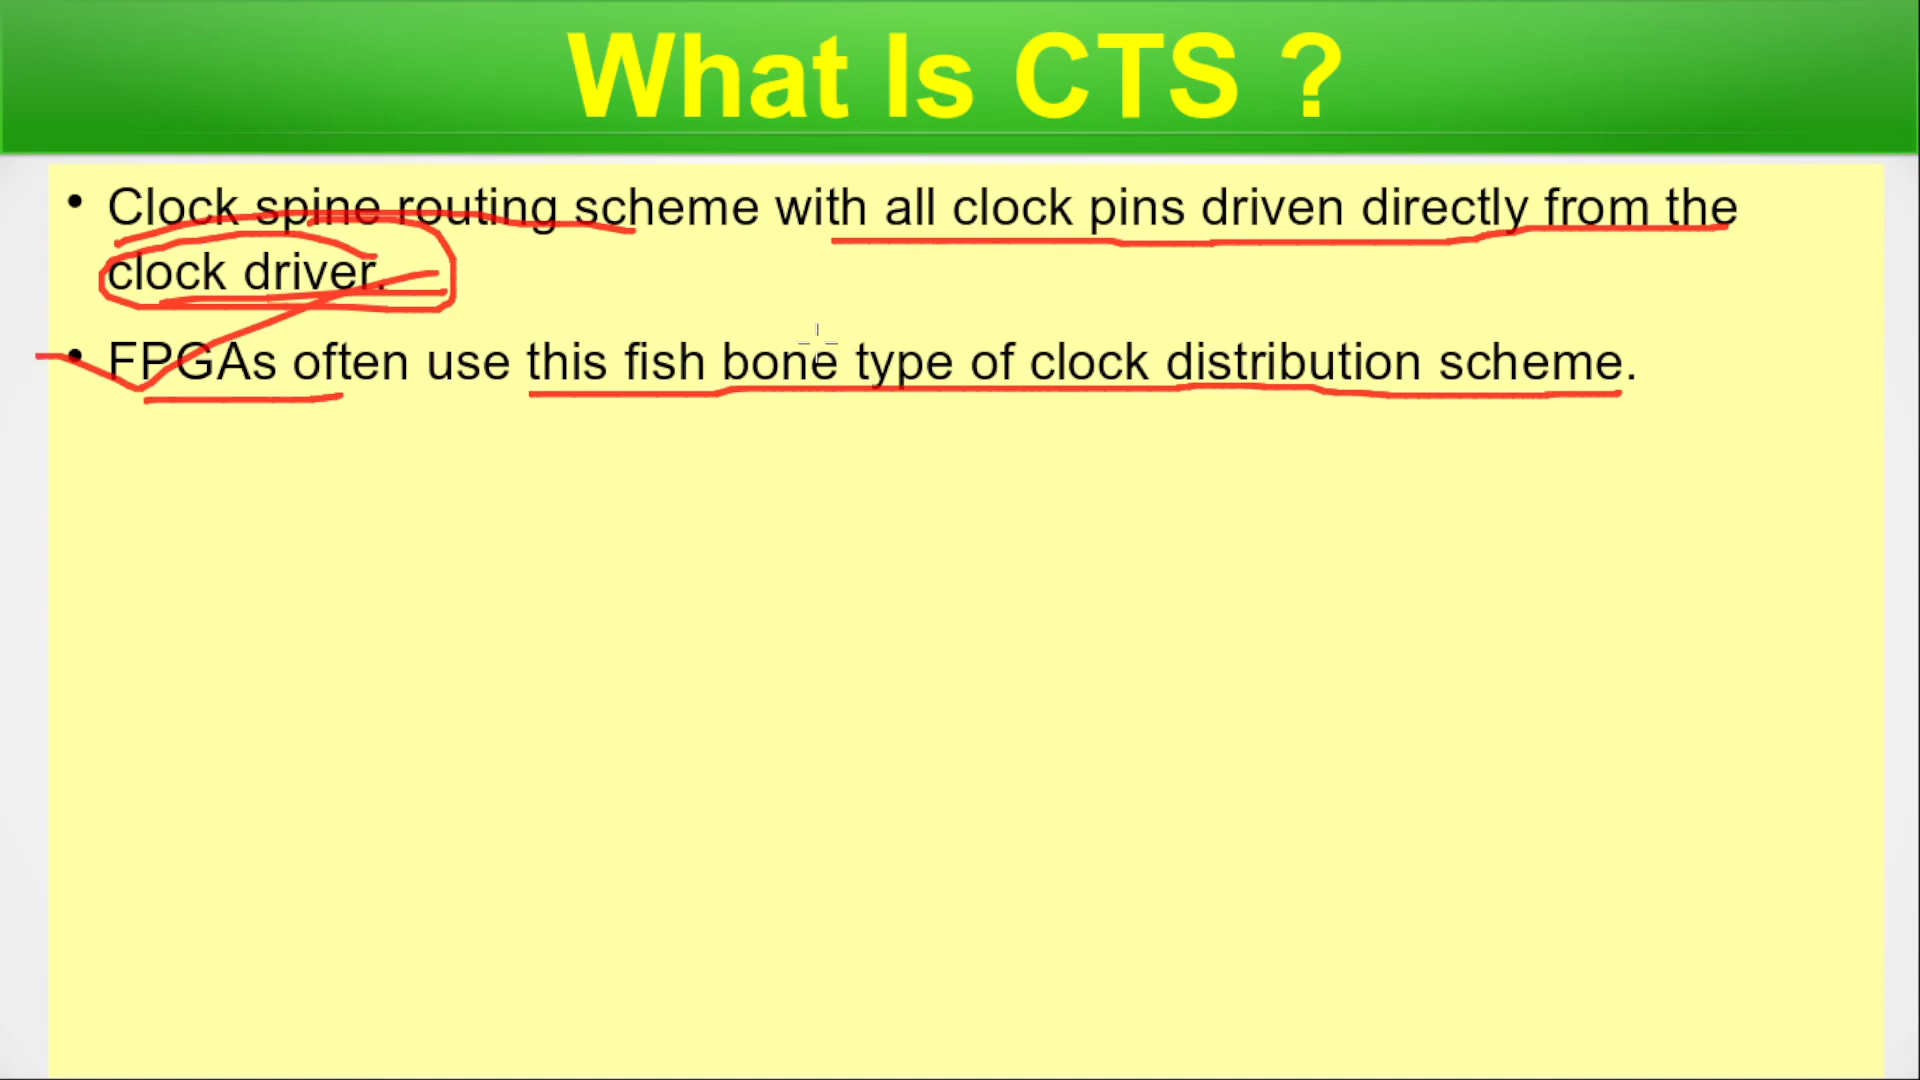 What Is CTS ?
• Clock spine routing scheme with all clock pins driven directly from the
clock driver.
• FPGAs often use this fish bone type of clock distribution scheme.